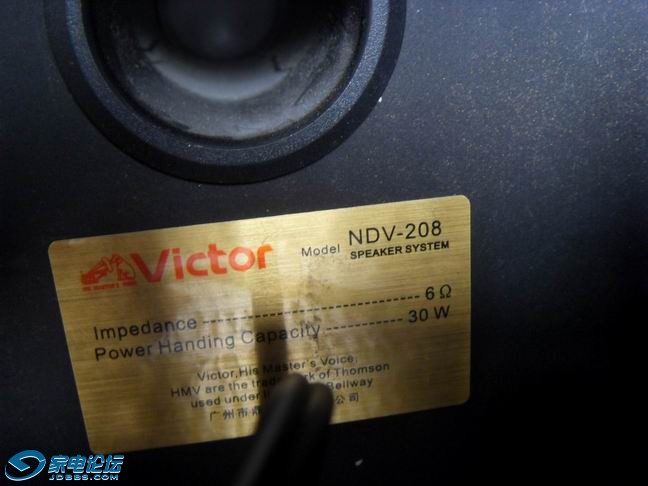 Victor
HIS MASTER'S VOICE
Model NDV-208
SPEAKER SYSTEM
Impedance ------------------------ 6 Ω
Power Handing Capacity ---------- 30 W
Victor,His Master's Voice,
HMV are the of Thomson
used under Bellway
广州市 公司
家电论坛
JDBBS.COM